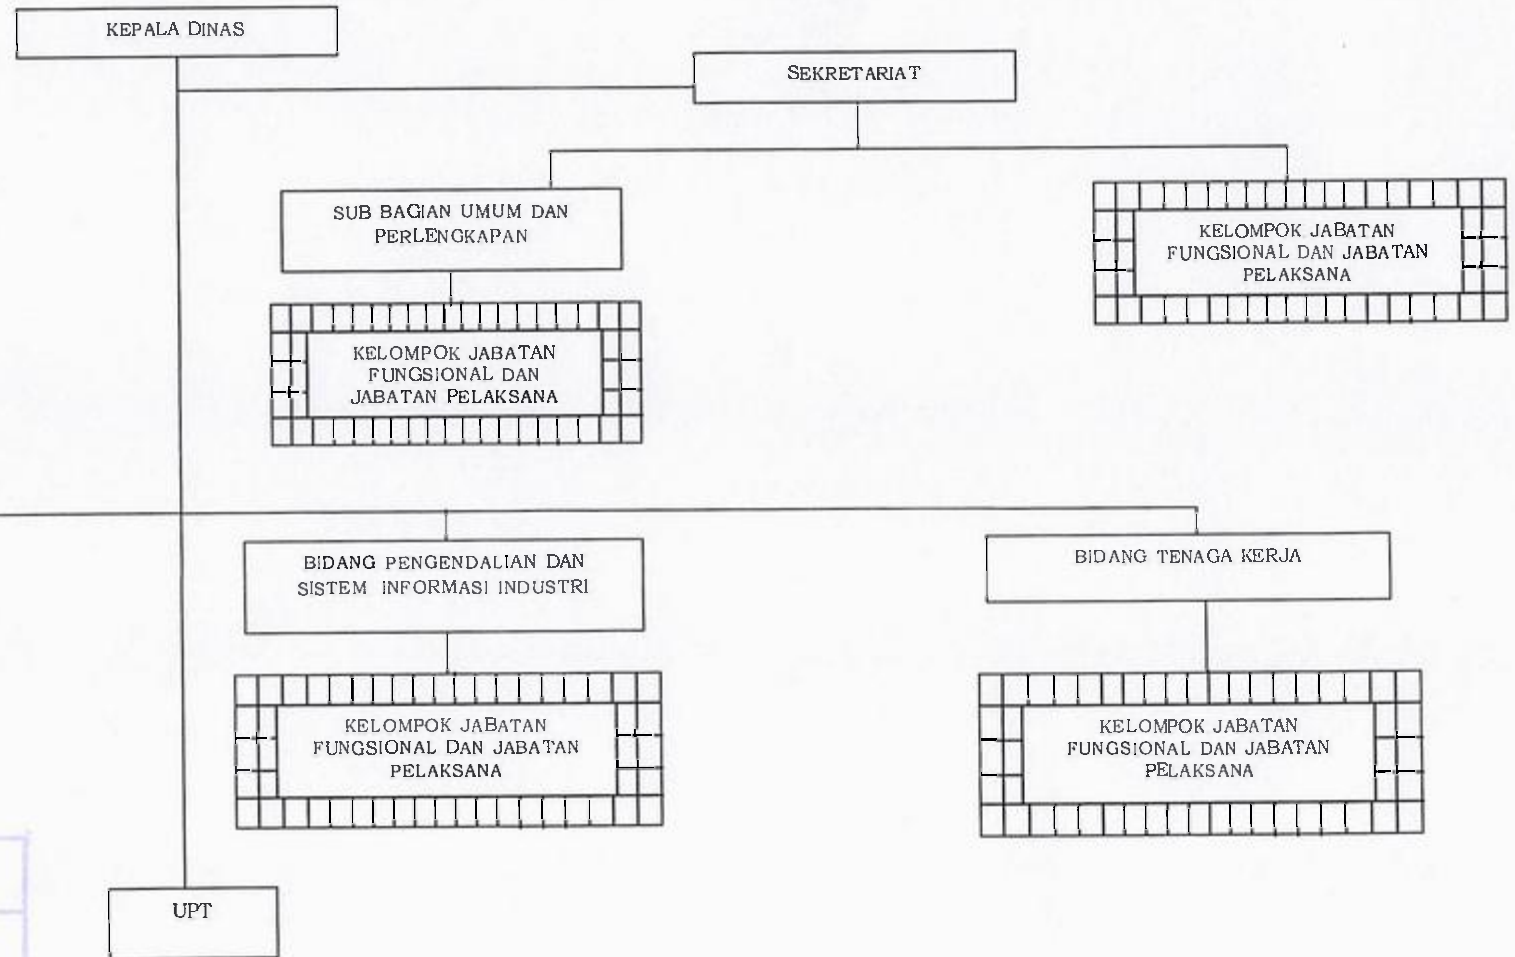 KEPALA DINAS
SEKRETARIAT
SUB BAGIAN UMUM DAN
PERLENGKAPAN
KELOMPOK JABATAN
FUNGSIONAL DAN JABATAN
PELAKSANA
KELOMPOK JABATAN
FUNGSIONAL DAN
JABATAN PELAKSANA
BIDANG PENGENDALIAN DAN
SISTEM INFORMASI INDUSTRI
BIDANG TENAGA KERJA
KELOMPOK JABATAN
FUNGSIONAL DAN JABATAN
PELAKSANA
KELOMPOK JABATAN
FUNGSIONAL DAN JABATAN
PELAKSANA
UPT